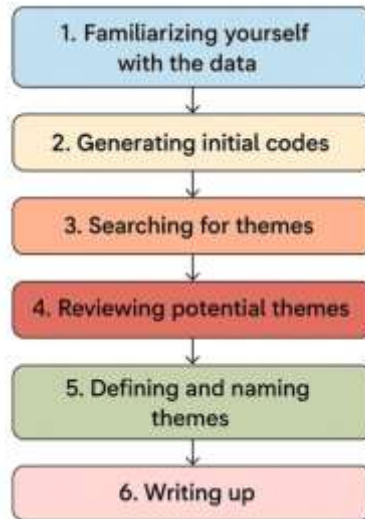 1. Familiarizing yourself
with the data
2. Generating initial codes
3. Searching for themes
4. Reviewing potential themes
5. Defining and naming
themes
6. Writing up